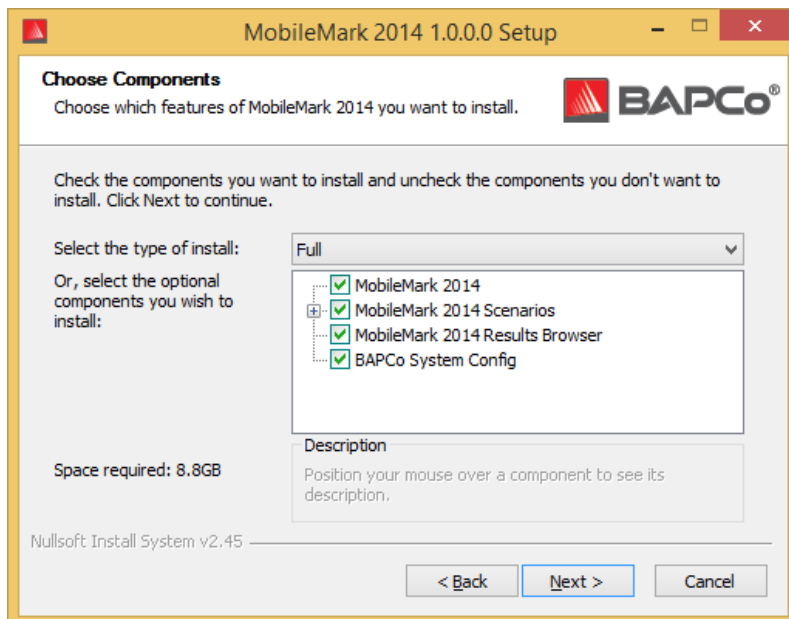 MobileMark 2014 1.0.0.0 Setup
Choose Components
Choose which features of MobileMark 2014 you want to install.
BAPCo®
Check the components you want to install and uncheck the components you don't want to
install. Click Next to continue.
Select the type of install:
Full
Or, select the optional
components you wish to
install:
MobileMark 2014
MobileMark 2014 Scenarios
MobileMark 2014 Results Browser
BAPCo System Config
Space required: 8.8GB
Description
Position your mouse over a component to see its
description.
Nullsoft Install System v2.45
< Back
Next >
Cancel